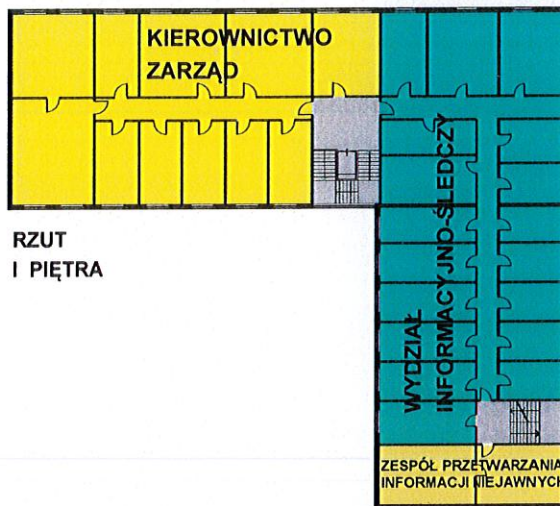 KIEROWNICTWO
ZARZĄD
RZUT
I PIĘTRA
WYDZIAŁ
INFORMACYJNO-ŚLEDCZY
ZESPÓŁ PRZETWARZANIA
INFORMACJI NIEJAWNYCH